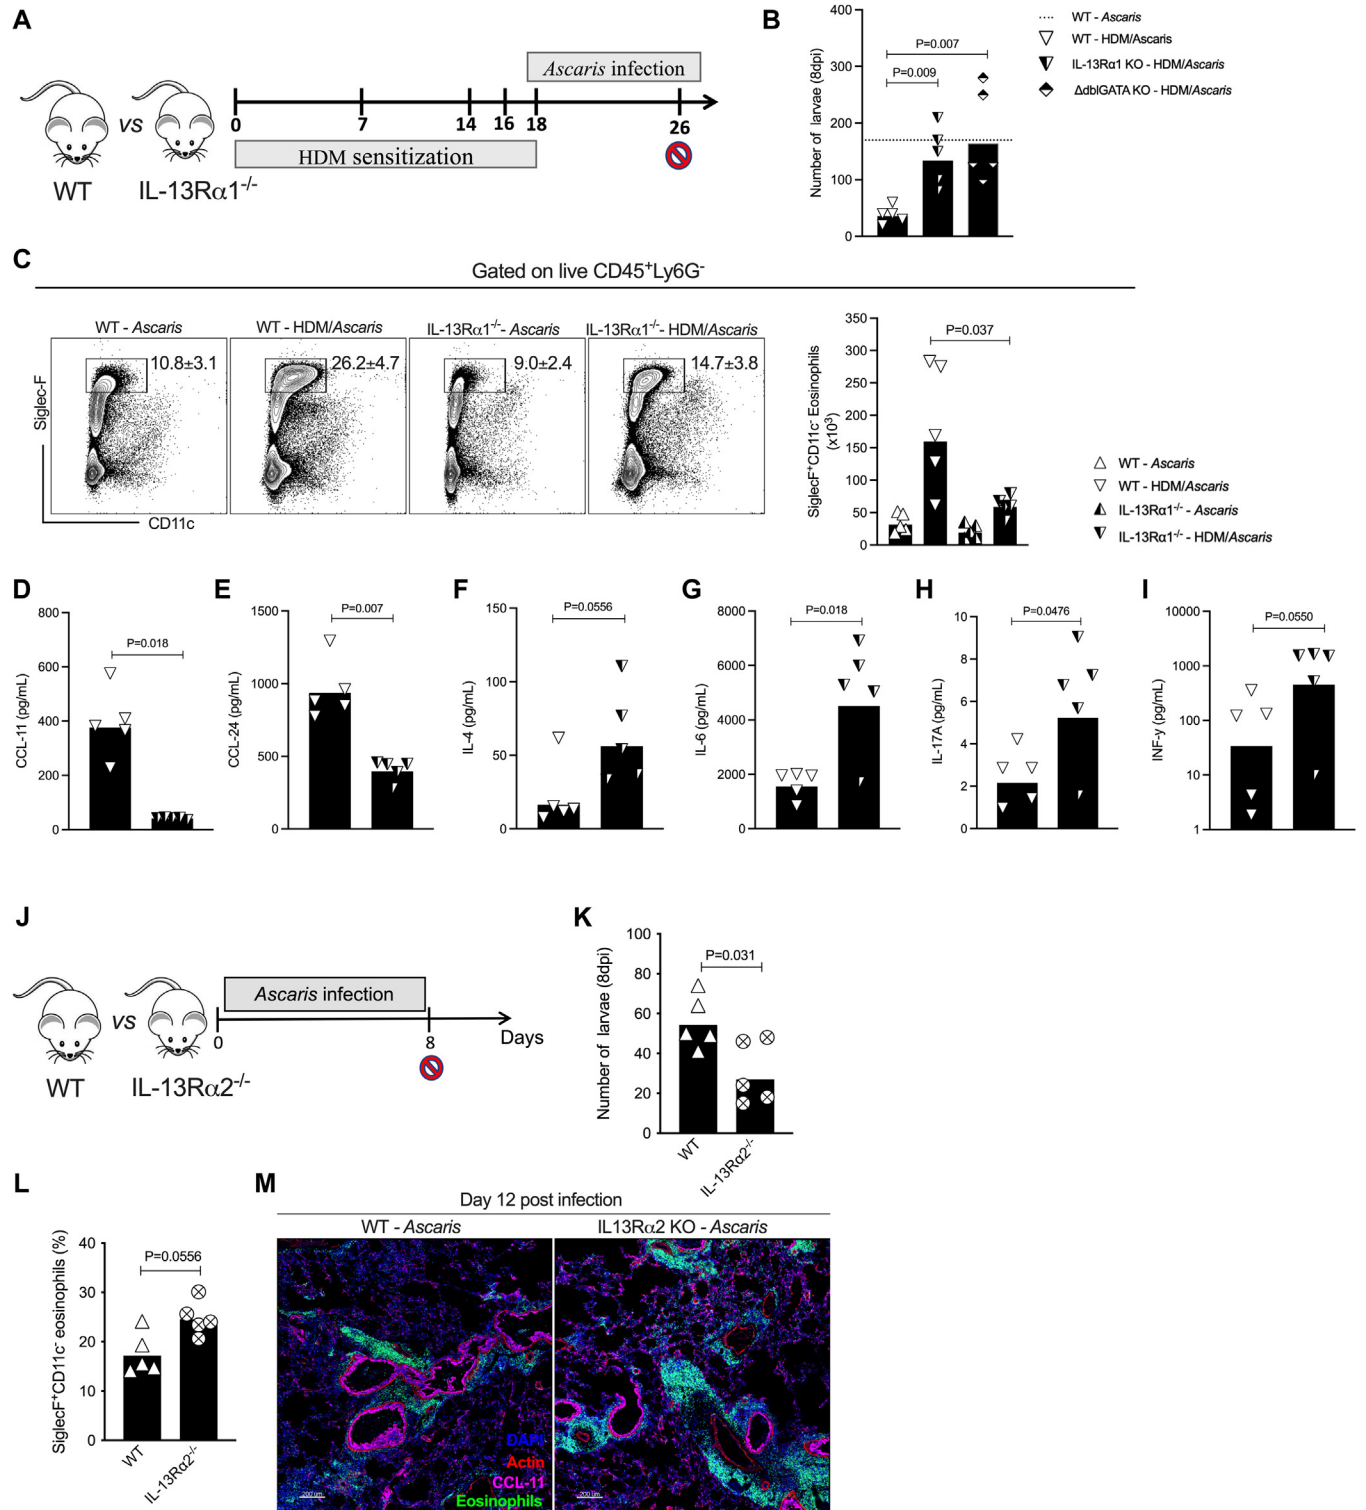 A
Ascaris infection
0 7 14 16 18 26
HDM sensitization
vs
WT IL-13Rα1-/-
B
Number of larvae (8dpi)
400
300
200
100
0
P=0.007
P=0.009
WT - Ascaris
WT - HDM/Ascaris
IL-13Rα1 KO - HDM/Ascaris
ΔdblGATA KO - HDM/Ascaris
C
Gated on live CD45+Ly6G-
WT - Ascaris
WT - HDM/Ascaris
IL-13Rα1-/- - Ascaris
IL-13Rα1-/- - HDM/Ascaris
10.8±3.1
26.2±4.7
9.0±2.4
14.7±3.8
Siglec-F
CD11c
SiglecF+CD11c- Eosinophils
(x10³)
350
300
250
200
150
100
50
0
P=0.037
WT - Ascaris
WT - HDM/Ascaris
IL-13Rα1-/- - Ascaris
IL-13Rα1-/- - HDM/Ascaris
D
CCL-11 (pg/mL)
800
600
400
200
0
P=0.018
E
CCL-24 (pg/mL)
1500
1000
500
0
P=0.007
F
IL-4 (pg/mL)
150
100
50
0
P=0.0556
G
IL-6 (pg/mL)
8000
6000
4000
2000
0
P=0.018
H
IL-17A (pg/mL)
10
8
6
4
2
0
P=0.0476
I
INF-y (pg/mL)
10000
1000
100
10
1
P=0.0550
J
Ascaris infection
vs
0 8 Days
WT IL-13Rα2-/-
K
Number of larvae (8dpi)
100
80
60
40
20
0
P=0.031
WT
IL-13Rα2-/-
L
SiglecF+CD11c- eosinophils (%)
40
30
20
10
0
P=0.0556
WT
IL-13Rα2-/-
M
Day 12 post infection
WT - Ascaris
IL13Rα2 KO - Ascaris
DAPI
Actin
CCL-11
Eosinophils
200 um
200 um